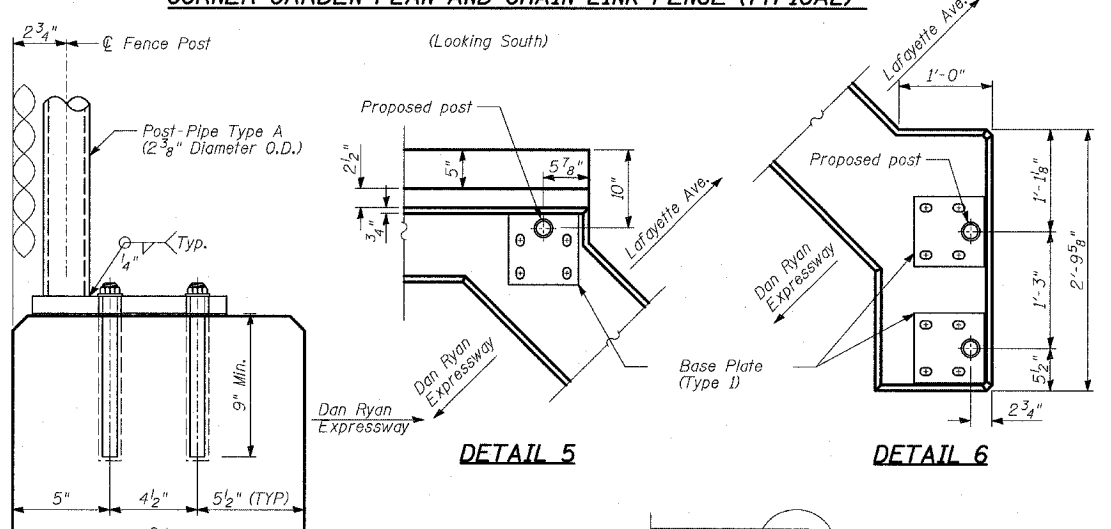 CORNER GARDEN PLAN AND CHAIN LINK FENCE (TYPICAL)
2¾"
℄ Fence Post
(Looking South)
Post-Pipe Type A
(2⅜" Diameter O.D.)
¼"
Typ.
9" Min.
5"
4½"
5½" (TYP)
Proposed post
2½"
5"
5⅞"
10"
¾"
Lafayette Ave.
Dan Ryan
Expressway
Dan Ryan
Expressway
Base Plate
(Type 1)
DETAIL 5
Lafayette Ave.
1'-0"
Proposed post
1'-1⅛"
2'-9⅝"
1'-3"
5½"
2¾"
Dan Ryan
Expressway
DETAIL 6